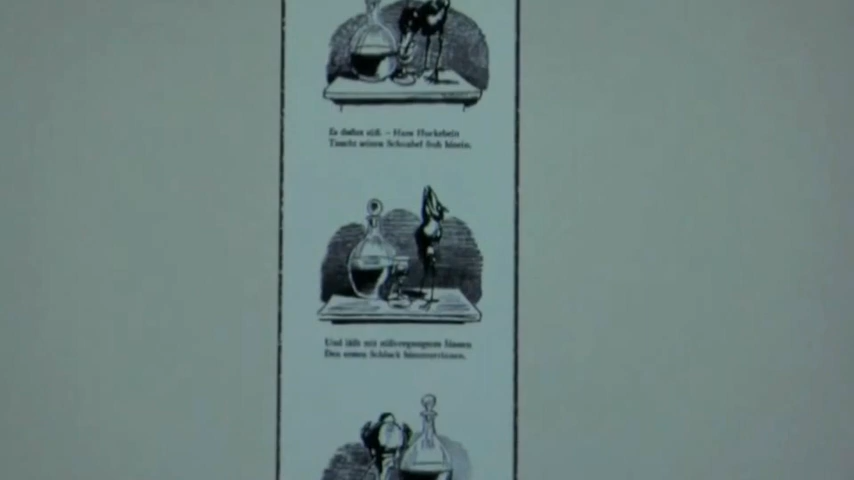 Es duftet süß. – Hans Huckebein
Taucht seinen Schnabel froh hinein.
Und läßt mit stillvergnügtem Sinnen
Den ersten Schluck hinunterrinnen.